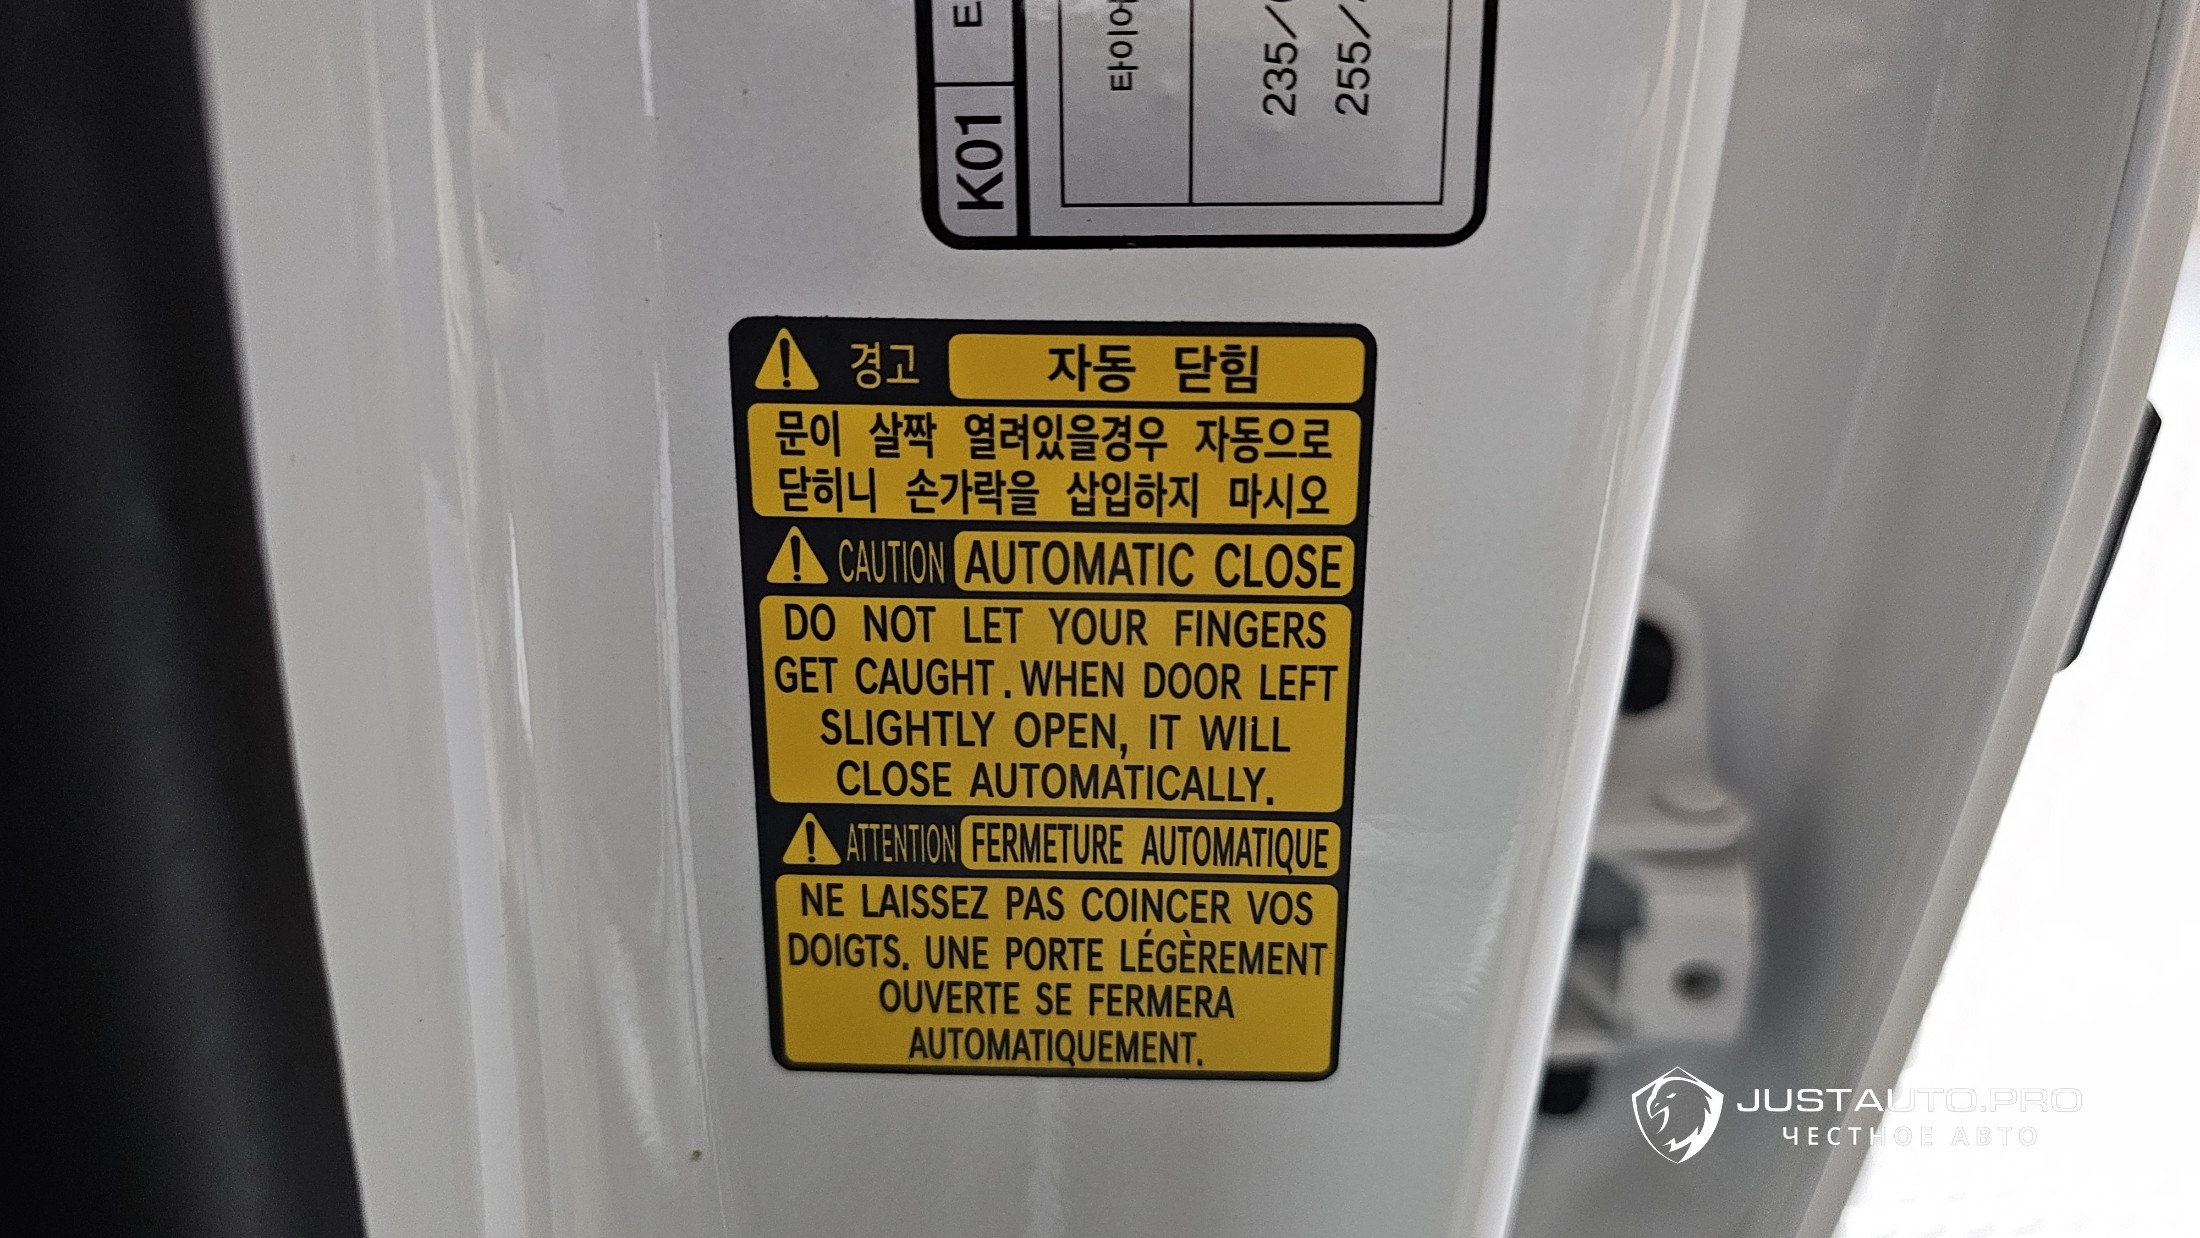 K01
E
타이어
235/
255/
경고 자동 닫힘
문이 살짝 열려있을경우 자동으로
닫히니 손가락을 삽입하지 마시오
CAUTION AUTOMATIC CLOSE
DO NOT LET YOUR FINGERS
GET CAUGHT. WHEN DOOR LEFT
SLIGHTLY OPEN, IT WILL
CLOSE AUTOMATICALLY.
ATTENTION FERMETURE AUTOMATIQUE
NE LAISSEZ PAS COINCER VOS
DOIGTS. UNE PORTE LÉGÈREMENT
OUVERTE SE FERMERA
AUTOMATIQUEMENT.
JUSTAUTO.PRO
ЧЕСТНОЕ АВТО